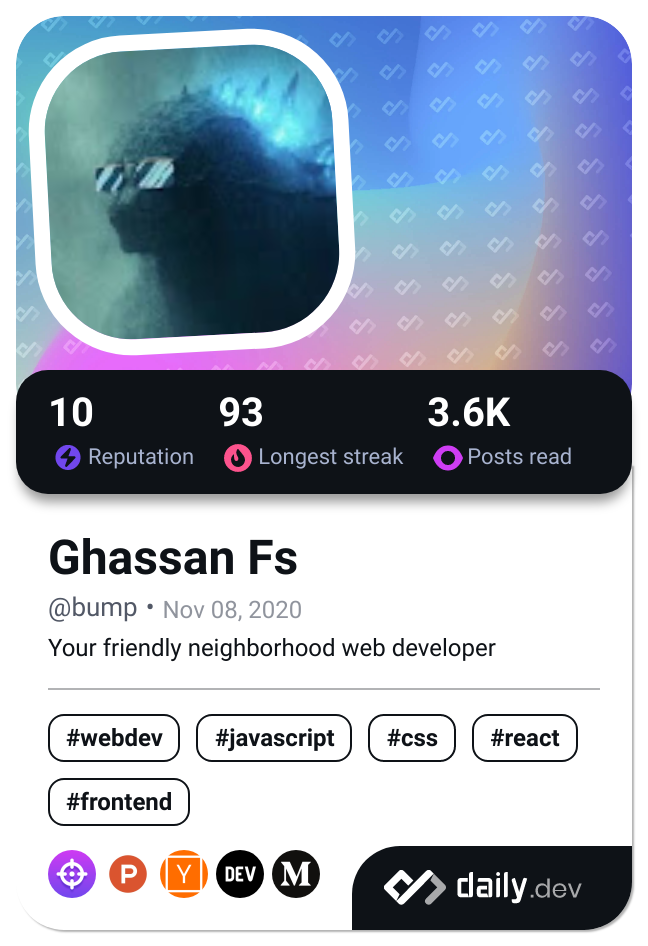 10 93 3.6K
Reputation Longest streak Posts read
Ghassan Fs
@bump • Nov 08, 2020
Your friendly neighborhood web developer
#webdev #javascript #css #react
#frontend
P Y DEV M daily.dev